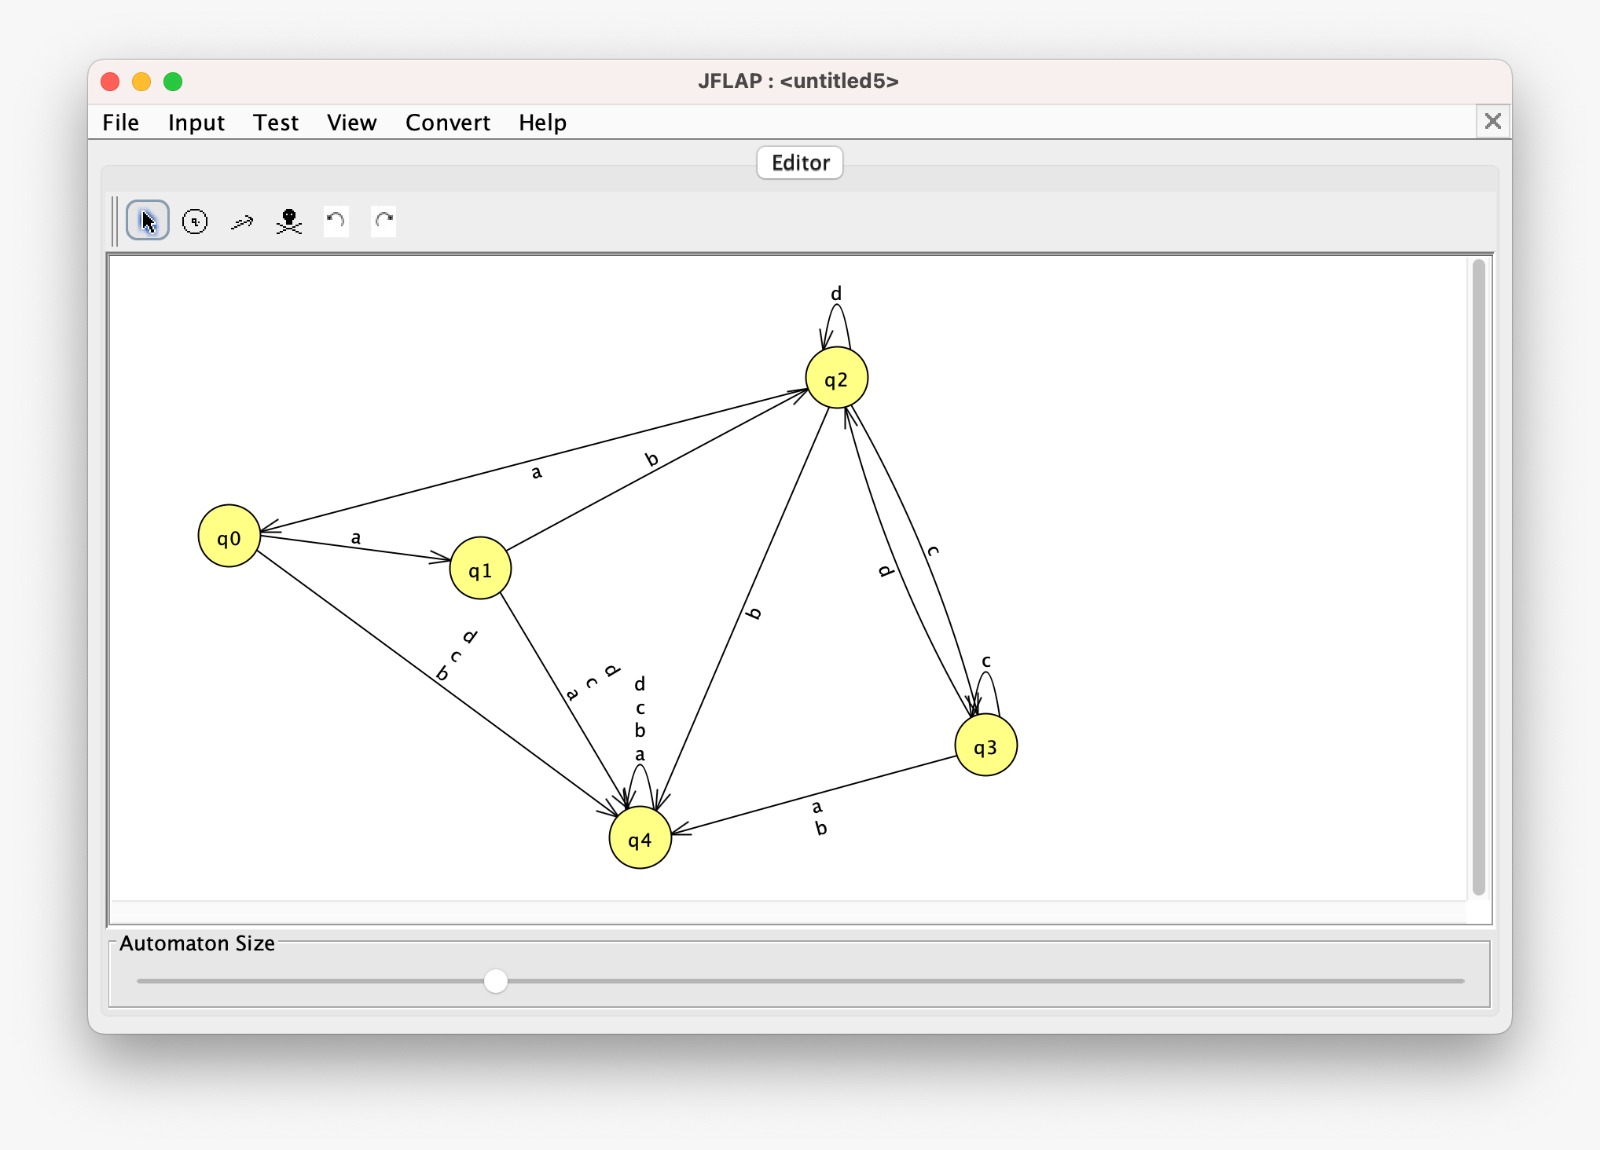 JFLAP : <untitled5>
File Input Test View Convert Help
Editor
d
q2
a
b
q0
a
q1
d
c
b
d
c
a
d
c
b
a
b
d
c
c
q3
a
b
q4
Automaton Size